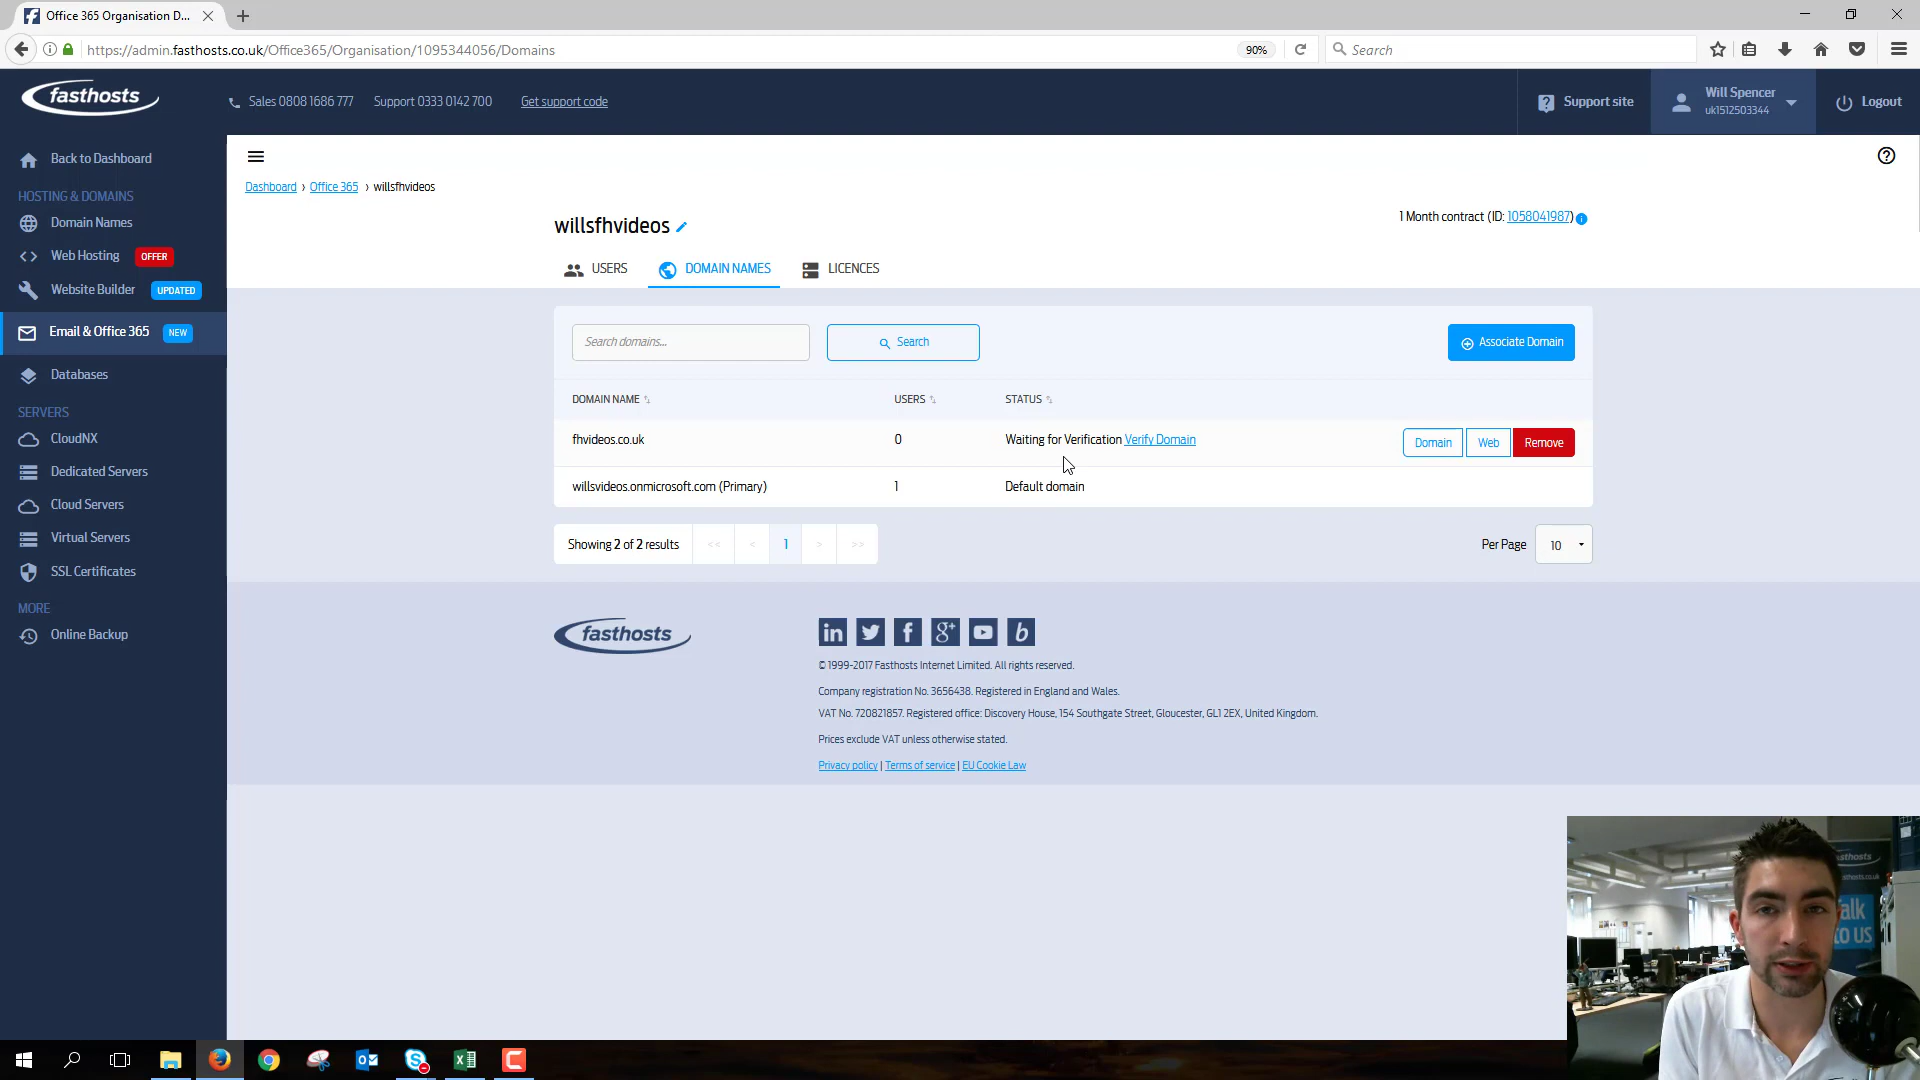 Office 365 Organisation D...
https://admin.fasthosts.co.uk/Office365/Organisation/1095344056/Domains
90%
Search
fasthosts
Sales 0808 1686 777
Support 0333 0142 700
Get support code
Support site
Will Spencer
uk1512503344
Logout
Back to Dashboard
HOSTING & DOMAINS
Domain Names
Web Hosting OFFER
Website Builder UPDATED
Email & Office 365 NEW
Databases
SERVERS
CloudNX
Dedicated Servers
Cloud Servers
Virtual Servers
SSL Certificates
MORE
Online Backup
Dashboard › Office 365 › willsfhvideos
willsfhvideos
1 Month contract (ID: 1058041987)
USERS
DOMAIN NAMES
LICENCES
Search domains...
Search
Associate Domain
DOMAIN NAME USERS STATUS
fhvideos.co.uk 0 Waiting for Verification Verify Domain Domain Web Remove
willsvideos.onmicrosoft.com (Primary) 1 Default domain
Showing 2 of 2 results << < 1 > >>
Per Page 10
fasthosts
© 1999-2017 Fasthosts Internet Limited. All rights reserved.
Company registration No. 3656438. Registered in England and Wales.
VAT No. 720821857. Registered office: Discovery House, 154 Southgate Street, Gloucester, GL1 2EX, United Kingdom.
Prices exclude VAT unless otherwise stated.
Privacy policy | Terms of service | EU Cookie Law
TO US